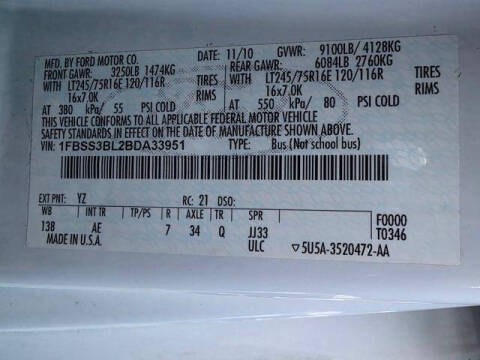 MFD. BY FORD MOTOR CO. 11/10 GVWR: 9100LB/ 4128KG
FRONT GAWR: 3250LB 1474KG REAR GAWR: 6084LB 2760KG
WITH LT245/75R16E 120/116R TIRES WITH LT245/75R16E 120/116R TIRES
16x7.0K RIMS 16x7.0K RIMS
AT 380 kPa/ 55 PSI COLD AT 550 kPa/ 80 PSI COLD
THIS VEHICLE CONFORMS TO ALL APPLICABLE FEDERAL MOTOR VEHICLE
SAFETY STANDARDS IN EFFECT ON THE DATE OF MANUFACTURE SHOWN ABOVE.
VIN: 1FBSS3BL2BDA33951 TYPE: Bus (Not school bus)
EXT PNT: YZ RC: 21 DSO:
WB INT TR TP/PS R AXLE TR SPR F0000
13B AE 7 34 Q JJ33 T0346
MADE IN U.S.A. ULC ▽5U5A-3520472-AA